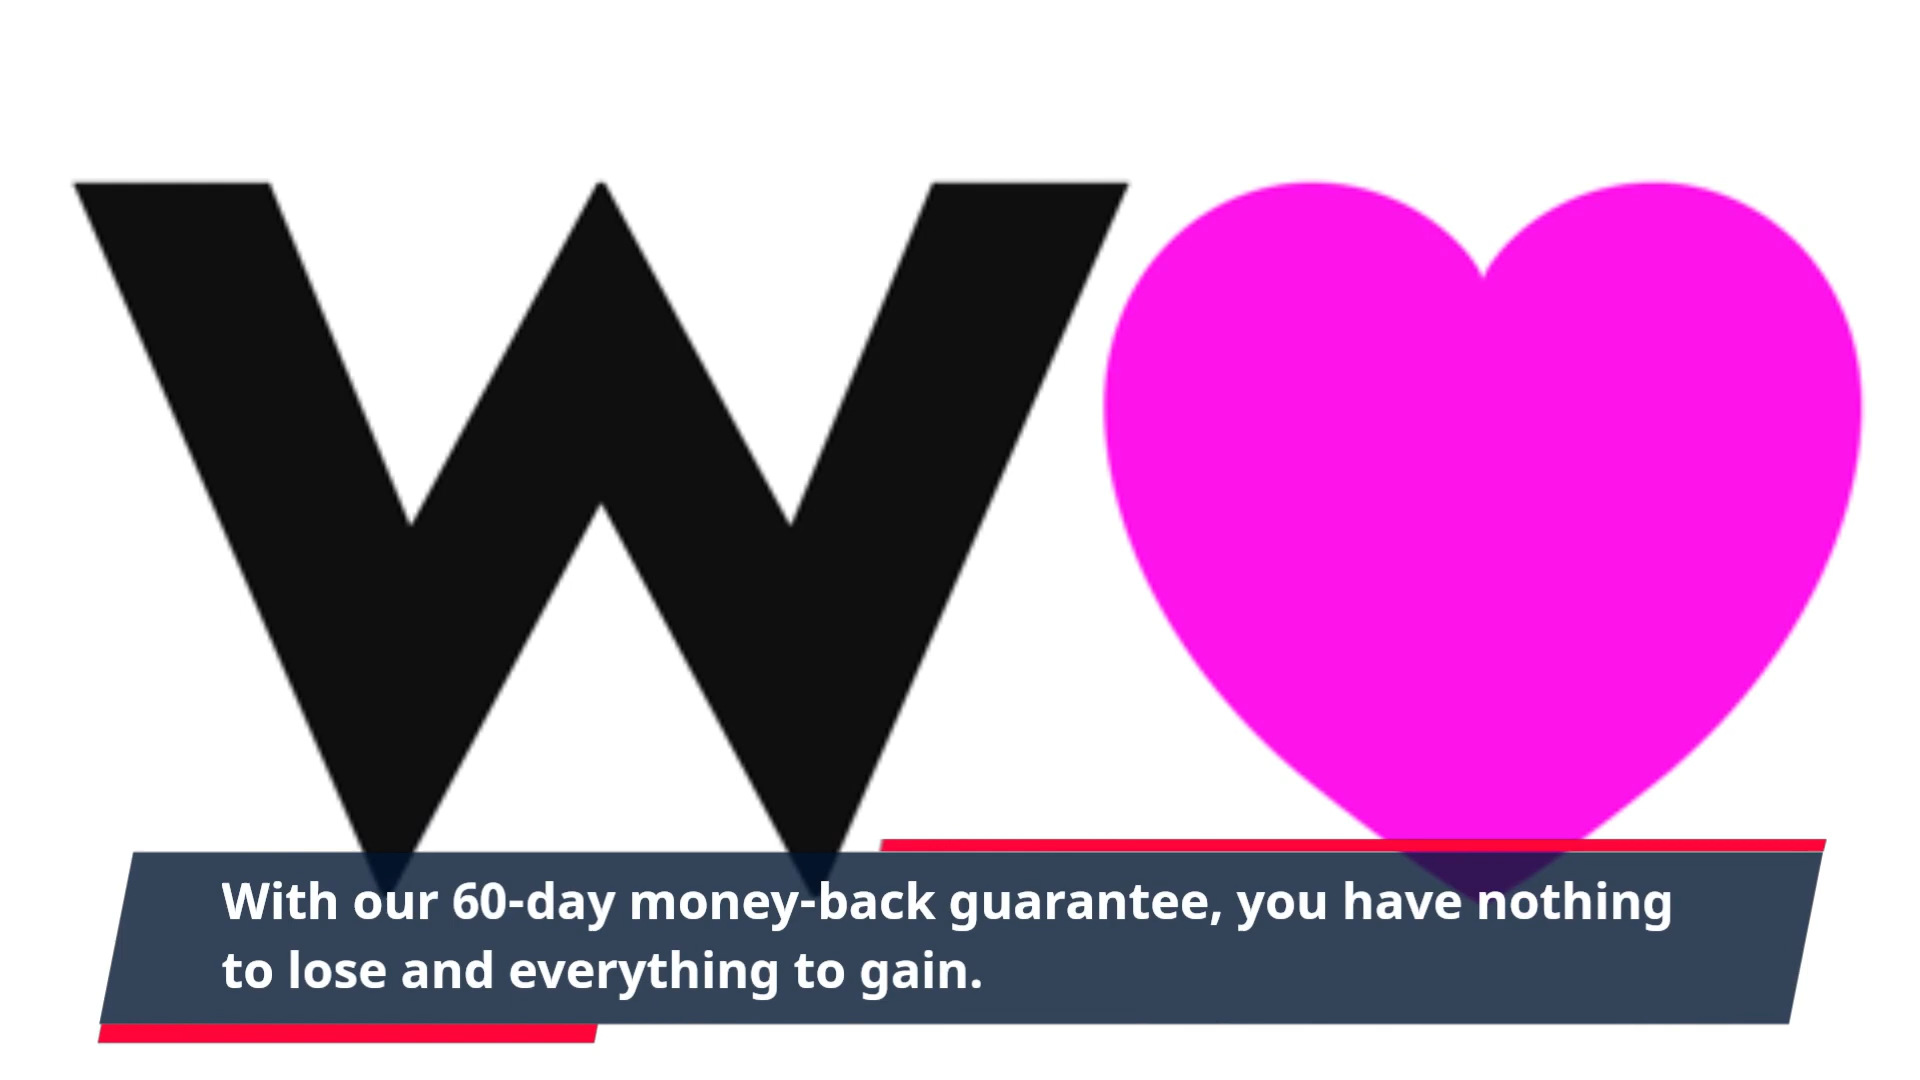 W
With our 60-day money-back guarantee, you have nothing
to lose and everything to gain.